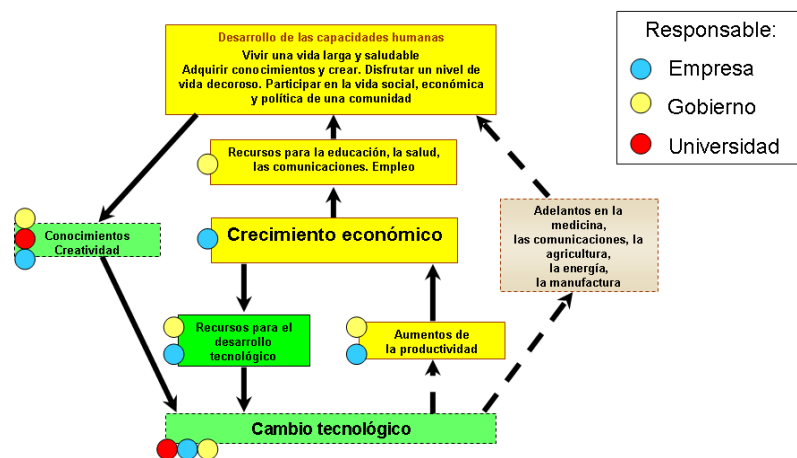 Desarrollo de las capacidades humanas
Vivir una vida larga y saludable
Adquirir conocimientos y crear. Disfrutar un nivel de
vida decoroso. Participar en la vida social, económica
y política de una comunidad
Responsable:
Empresa
Gobierno
Universidad
Recursos para la educación, la salud,
las comunicaciones. Empleo
Conocimientos
Creatividad
Crecimiento económico
Adelantos en la
medicina,
las comunicaciones, la
agricultura,
la energía,
la manufactura
Recursos para el
desarrollo
tecnológico
Aumentos de
la productividad
Cambio tecnológico